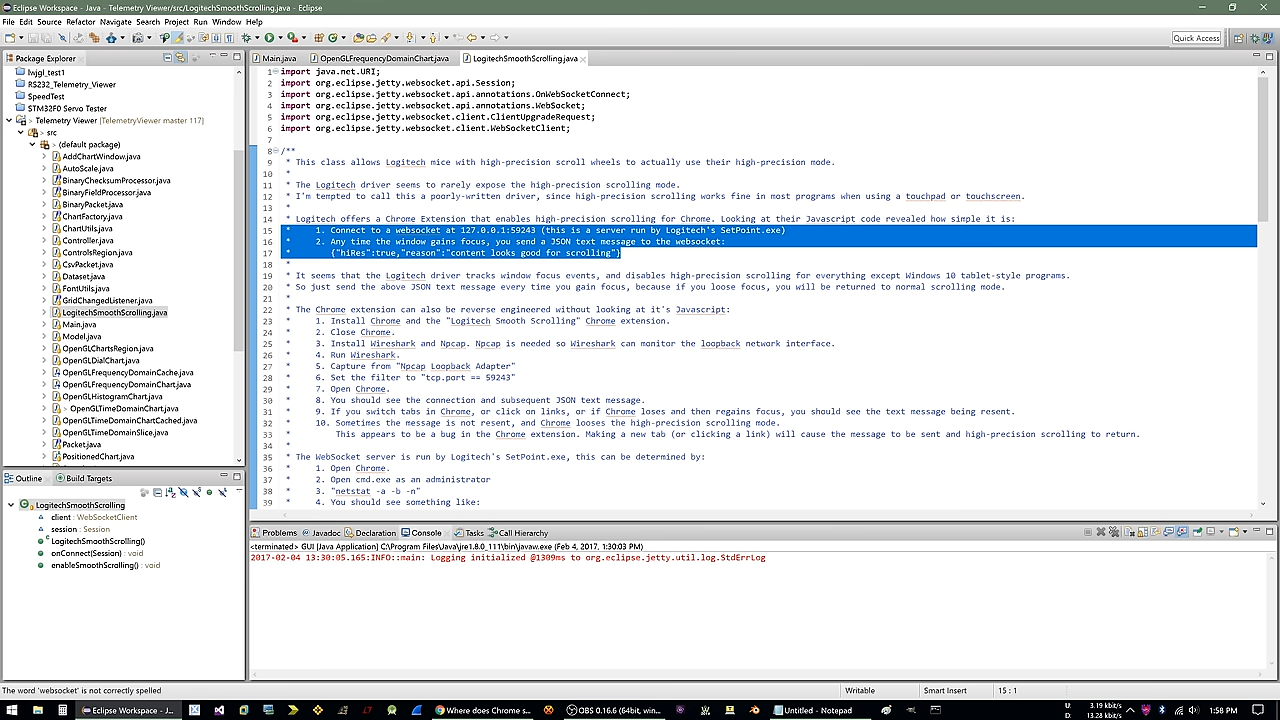 Eclipse Workspace - Java - Telemetry Viewer/src/LogitechSmoothScrolling.java - Eclipse
File Edit Source Refactor Navigate Search Project Run Window Help
Quick Access
Package Explorer
lwjgl_test1
RS232_Telemetry_Viewer
SpeedTest
STM32F0 Servo Tester
> Telemetry Viewer [TelemetryViewer master 117]
> src
> (default package)
AddChartWindow.java
AutoScale.java
BinaryChecksumProcessor.java
BinaryFieldProcessor.java
BinaryPacket.java
ChartFactory.java
ChartUtils.java
Controller.java
ControlsRegion.java
CsvPacket.java
Dataset.java
FontUtils.java
GridChangedListener.java
LogitechSmoothScrolling.java
Main.java
Model.java
OpenGLChartsRegion.java
OpenGLDialChart.java
OpenGLFrequencyDomainCache.java
OpenGLFrequencyDomainChart.java
OpenGLHistogramChart.java
> OpenGLTimeDomainChart.java
OpenGLTimeDomainChartCached.java
OpenGLTimeDomainSlice.java
Packet.java
PositionedChart.java
Outline
Build Targets
LogitechSmoothScrolling
client : WebSocketClient
session : Session
LogitechSmoothScrolling()
onConnect(Session) : void
enableSmoothScrolling() : void
Main.java
OpenGLFrequencyDomainChart.java
LogitechSmoothScrolling.java
1 import java.net.URI;
2 import org.eclipse.jetty.websocket.api.Session;
3 import org.eclipse.jetty.websocket.api.annotations.OnWebSocketConnect;
4 import org.eclipse.jetty.websocket.api.annotations.WebSocket;
5 import org.eclipse.jetty.websocket.client.ClientUpgradeRequest;
6 import org.eclipse.jetty.websocket.client.WebSocketClient;
7
8 /**
9 * This class allows Logitech mice with high-precision scroll wheels to actually use their high-precision mode.
10 *
11 * The Logitech driver seems to rarely expose the high-precision scrolling mode.
12 * I'm tempted to call this a poorly-written driver, since high-precision scrolling works fine in most programs when using a touchpad or touchscreen.
13 *
14 * Logitech offers a Chrome Extension that enables high-precision scrolling for Chrome. Looking at their Javascript code revealed how simple it is:
15 * 1. Connect to a websocket at 127.0.0.1:59243 (this is a server run by Logitech's SetPoint.exe)
16 * 2. Any time the window gains focus, you send a JSON text message to the websocket:
17 * {"hiRes":true,"reason":"content looks good for scrolling"}
18 *
19 * It seems that the Logitech driver tracks window focus events, and disables high-precision scrolling for everything except Windows 10 tablet-style programs.
20 * So just send the above JSON text message every time you gain focus, because if you loose focus, you will be returned to normal scrolling mode.
21 *
22 * The Chrome extension can also be reverse engineered without looking at it's Javascript:
23 * 1. Install Chrome and the "Logitech Smooth Scrolling" Chrome extension.
24 * 2. Close Chrome.
25 * 3. Install Wireshark and Npcap. Npcap is needed so Wireshark can monitor the loopback network interface.
26 * 4. Run Wireshark.
27 * 5. Capture from "Npcap Loopback Adapter"
28 * 6. Set the filter to "tcp.port == 59243"
29 * 7. Open Chrome.
30 * 8. You should see the connection and subsequent JSON text message.
31 * 9. If you switch tabs in Chrome, or click on links, or if Chrome loses and then regains focus, you should see the text message being resent.
32 * 10. Sometimes the message is not resent, and Chrome looses the high-precision scrolling mode.
33 * This appears to be a bug in the Chrome extension. Making a new tab (or clicking a link) will cause the message to be sent and high-precision scrolling to return.
34 *
35 * The WebSocket server is run by Logitech's SetPoint.exe, this can be determined by:
36 * 1. Open Chrome.
37 * 2. Open cmd.exe as an administrator
38 * 3. "netstat -a -b -n"
39 * 4. You should see something like:
Problems
Javadoc
Declaration
Console
Tasks
Call Hierarchy
<terminated> GUI [Java Application] C:\Program Files\Java\jre1.8.0_111\bin\javaw.exe (Feb 4, 2017, 1:30:03 PM)
2017-02-04 13:30:05.165:INFO::main: Logging initialized @1309ms to org.eclipse.jetty.util.log.StdErrLog
The word 'websocket' is not correctly spelled
Writable
Smart Insert
15 : 1
Eclipse Workspace - J...
Where does Chrome s...
OBS 0.16.6 (64bit, win...
Untitled - Notepad
U: 3.19 kbit/s
D: 13.28 kbit/s
1:58 PM